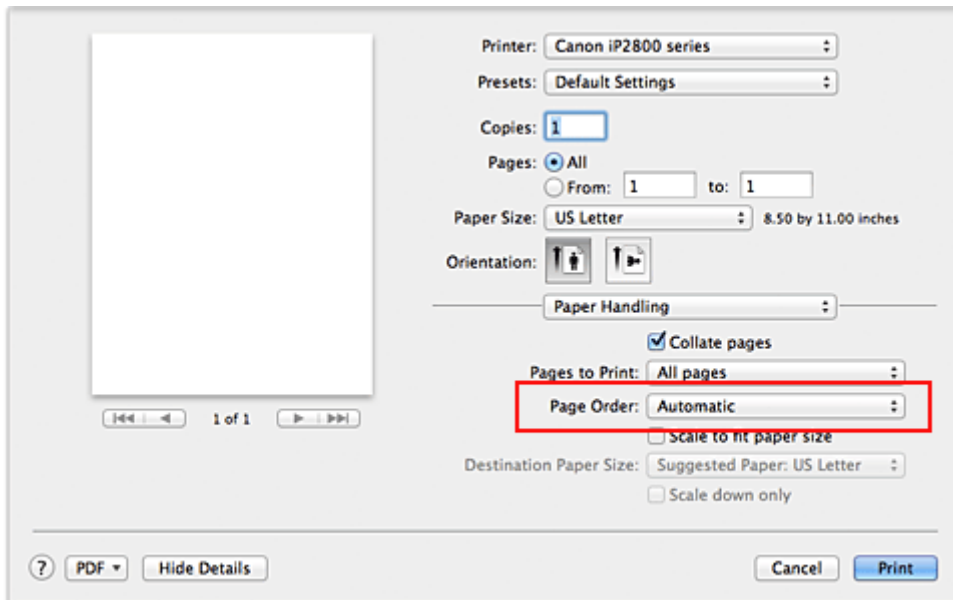 Printer: Canon iP2800 series
Presets: Default Settings
Copies: 1
Pages: All
From: 1 to: 1
Paper Size: US Letter 8.50 by 11.00 inches
Orientation:
Paper Handling
Collate pages
Pages to Print: All pages
Page Order: Automatic
Scale to fit paper size
Destination Paper Size: Suggested Paper: US Letter
Scale down only
1 of 1
? PDF Hide Details Cancel Print